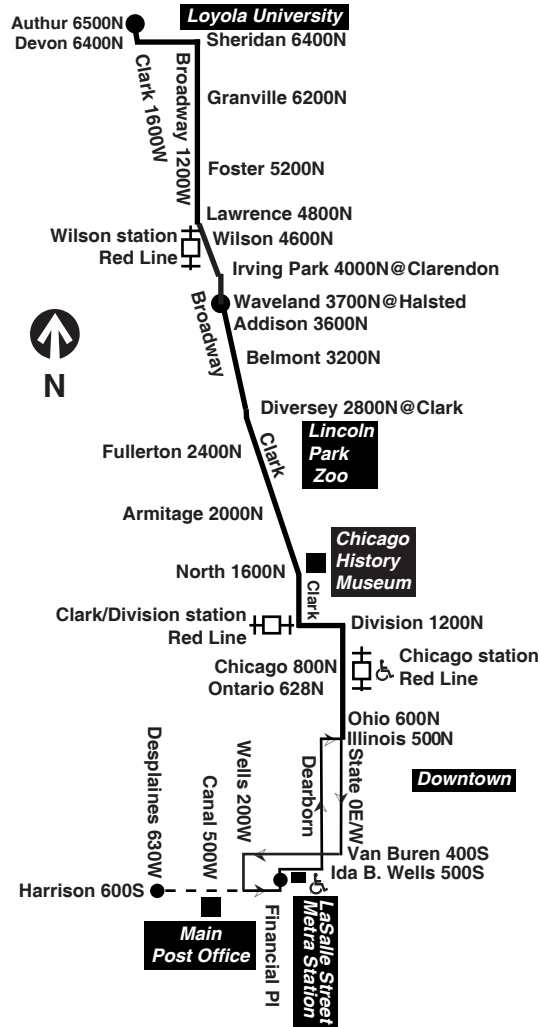 Loyola University
Authur 6500N
Devon 6400N
Sheridan 6400N
Clark 1600W
Broadway 1200W
Granville 6200N
Foster 5200N
Lawrence 4800N
Wilson station
Red Line
Wilson 4600N
Irving Park 4000N@Clarendon
Broadway
Waveland 3700N@Halsted
Addison 3600N
N
Belmont 3200N
Diversey 2800N@Clark
Clark
Lincoln
Park
Zoo
Fullerton 2400N
Armitage 2000N
Chicago
History
Museum
North 1600N
Clark
Clark/Division station
Red Line
Division 1200N
Chicago 800N
Ontario 628N
Chicago station
Red Line
Ohio 600N
Illinois 500N
Desplaines 630W
Canal 500W
Wells 200W
Dearborn
State 0E/W
Downtown
Van Buren 400S
Ida B. Wells 500S
Harrison 600S
Main
Post Office
Financial Pl
LaSalle Street
Metra Station